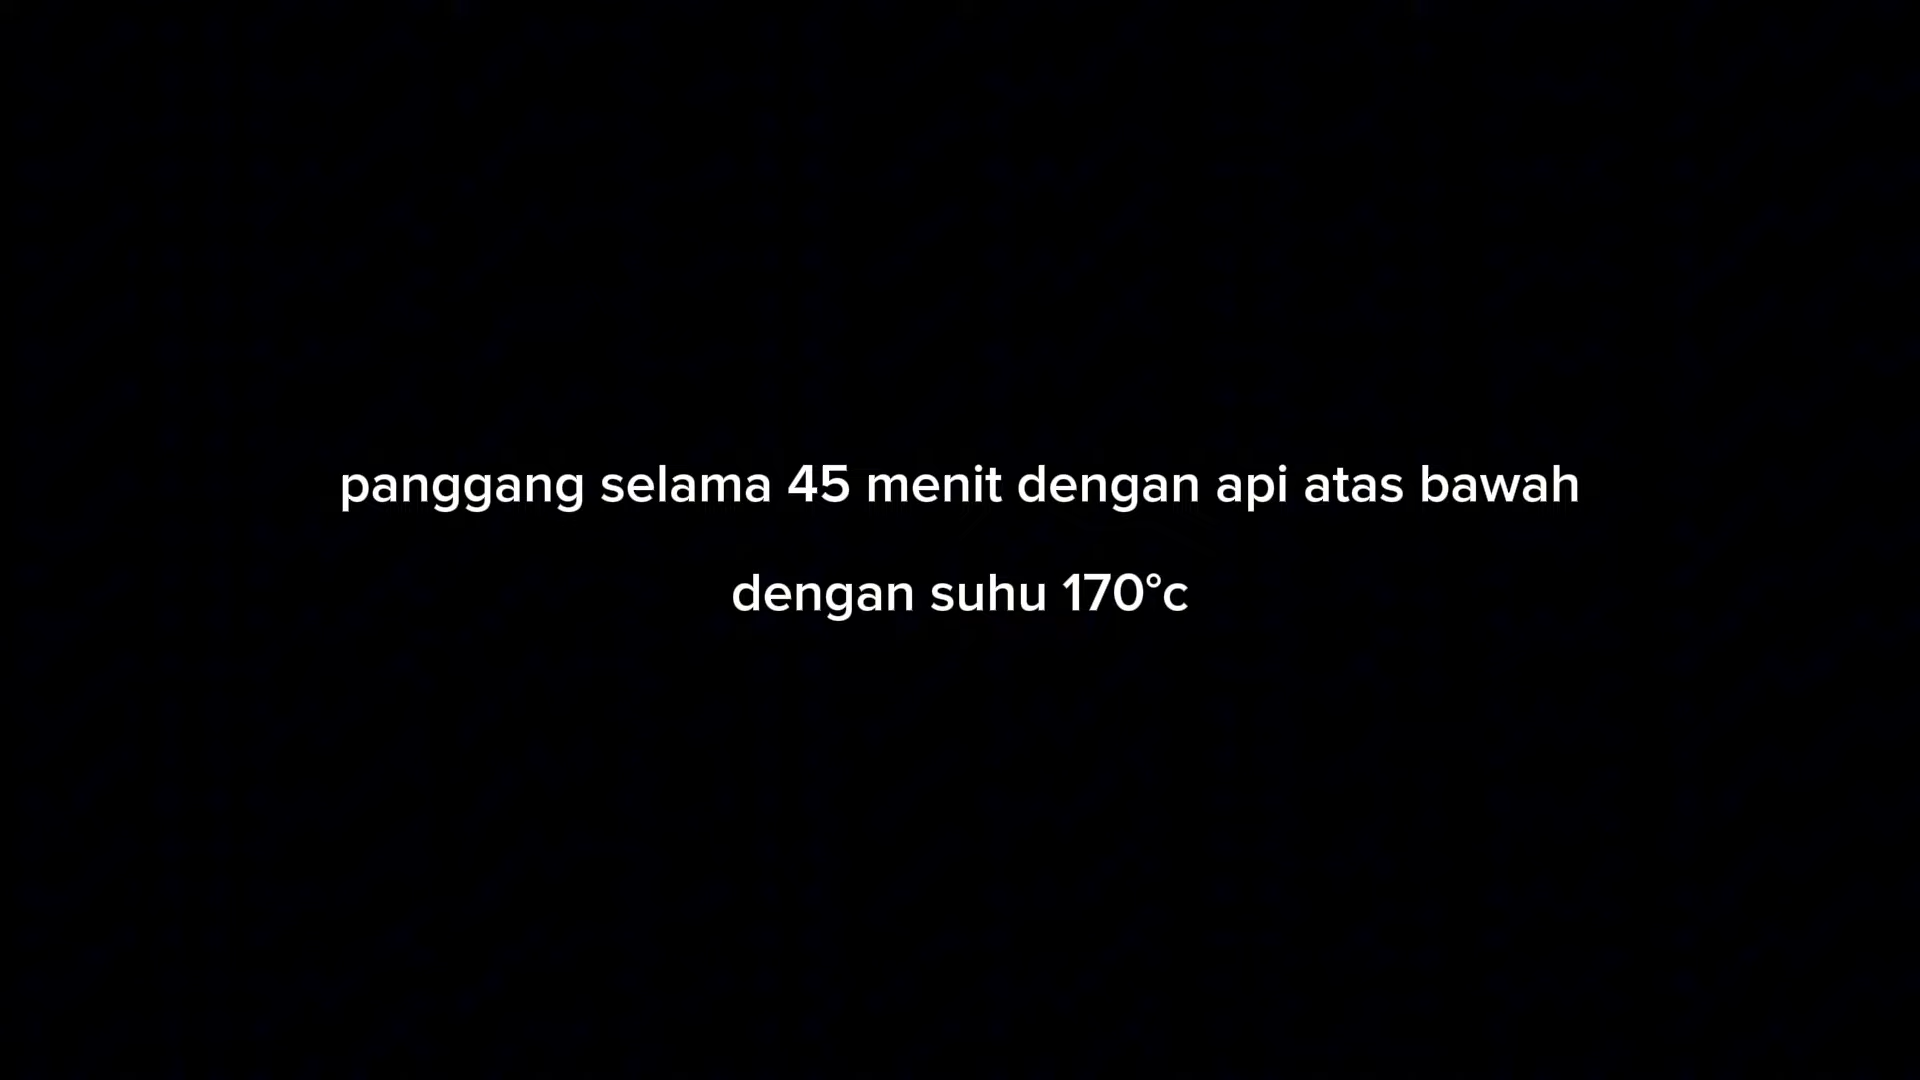 panggang selama 45 menit dengan api atas bawah
dengan suhu 170°c